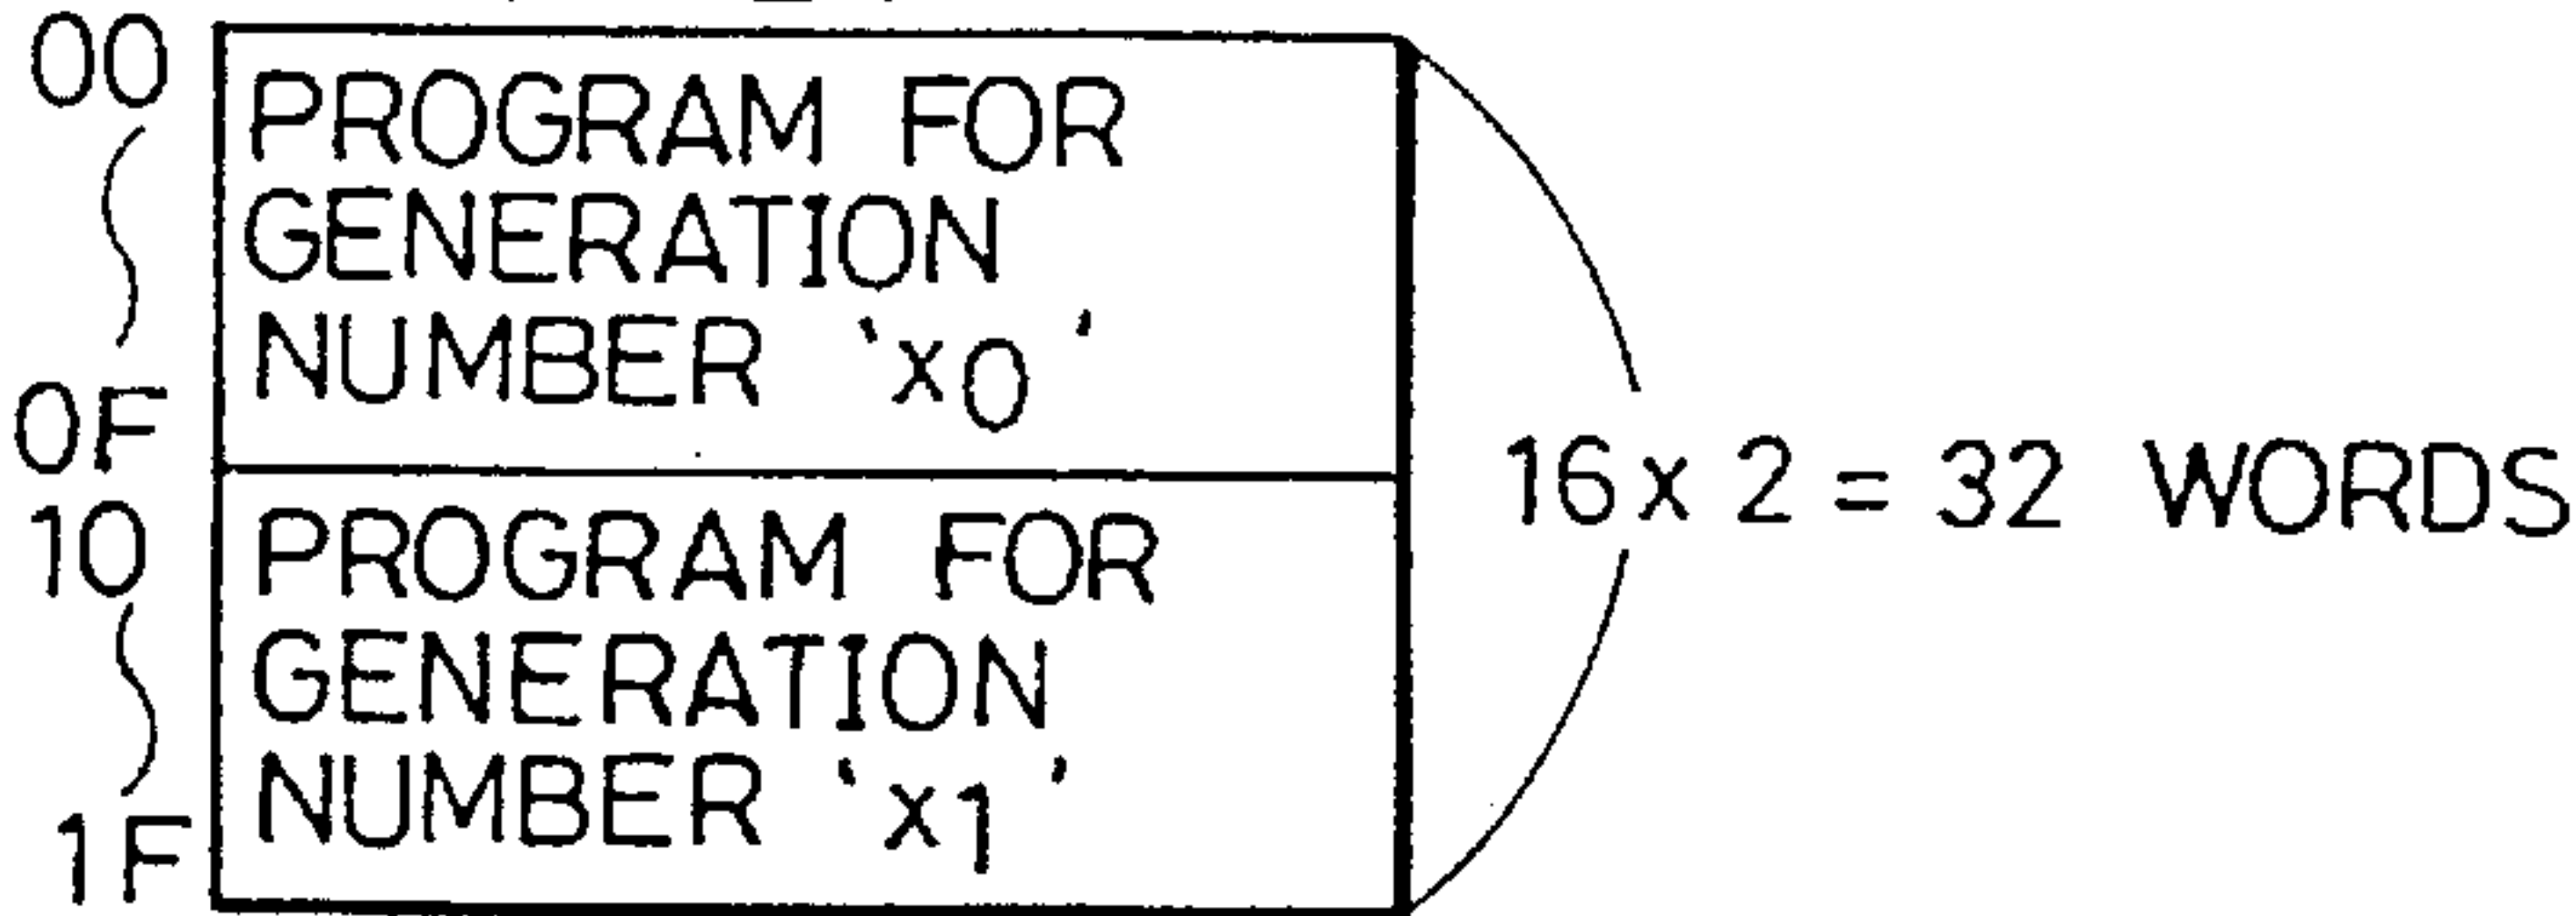 00
PROGRAM FOR
GENERATION
NUMBER ‘x0’
0F
16 x 2 = 32 WORDS
10
PROGRAM FOR
GENERATION
NUMBER ‘x1’
1F